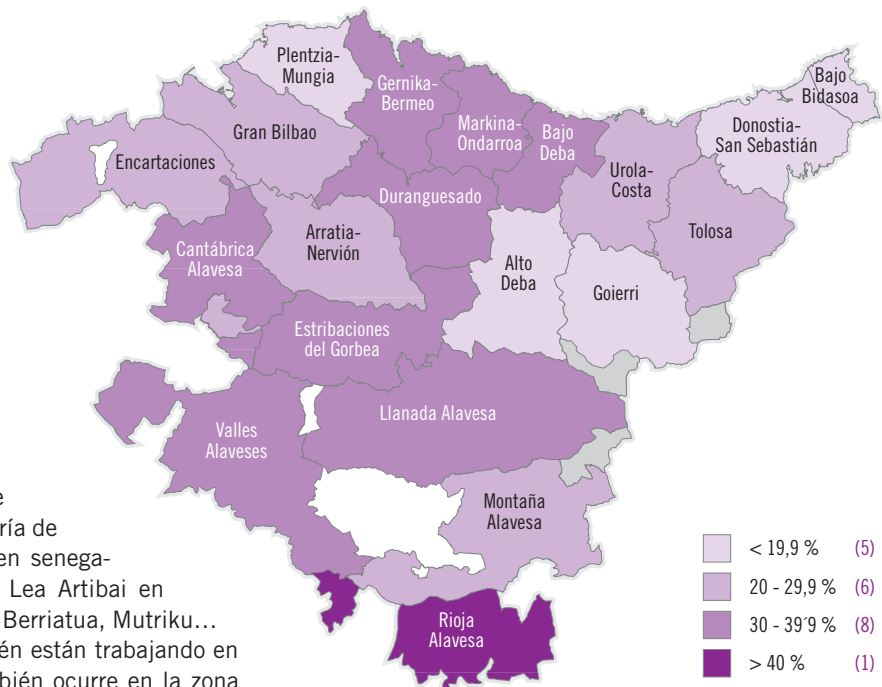 Plentzia-
Mungia
Gernika-
Bermeo
Bajo
Bidasoa
Gran Bilbao
Markina-
Ondarroa
Bajo
Deba
Donostia-
San Sebastián
Encartaciones
Urola-
Costa
Duranguesado
Cantábrica
Alavesa
Arratia-
Nervión
Tolosa
Alto
Deba
Goierri
Estribaciones
del Gorbea
Llanada Alavesa
Valles
Alaveses
Montaña
Alavesa
Rioja
Alavesa
e
ría de
en senega-
Lea Artibai en
Berriatua, Mutriku...
én están trabajando en
mbién ocurre en la zona
< 19,9 % (5)
20 - 29,9 % (6)
30 - 39'9 % (8)
> 40 % (1)